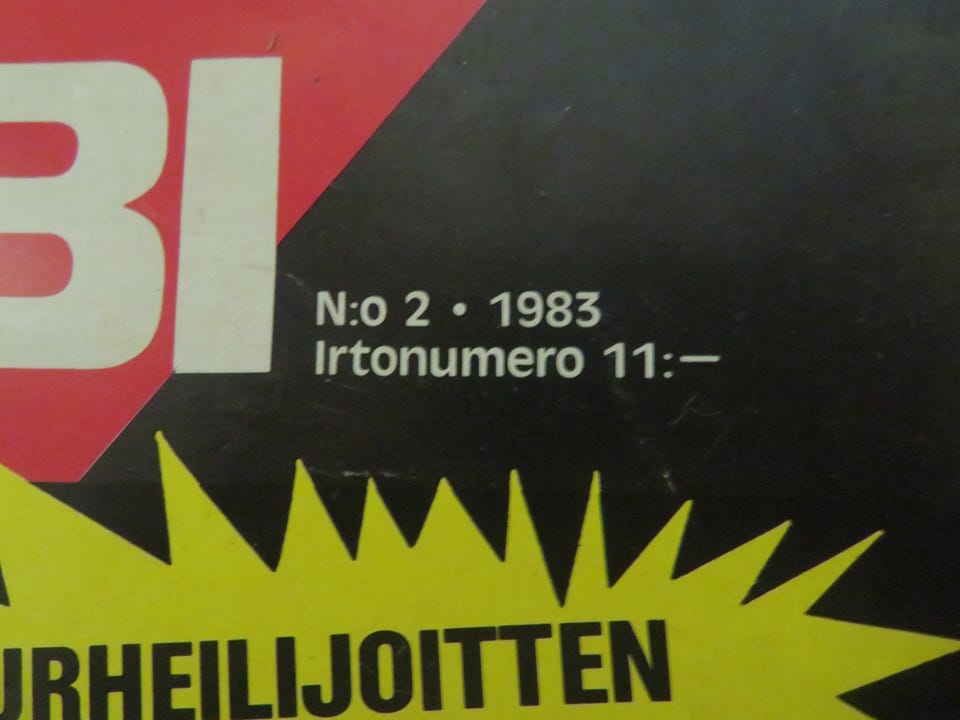 BI
N:o 2 • 1983
Irtonumero 11:—
URHEILIJOITTEN